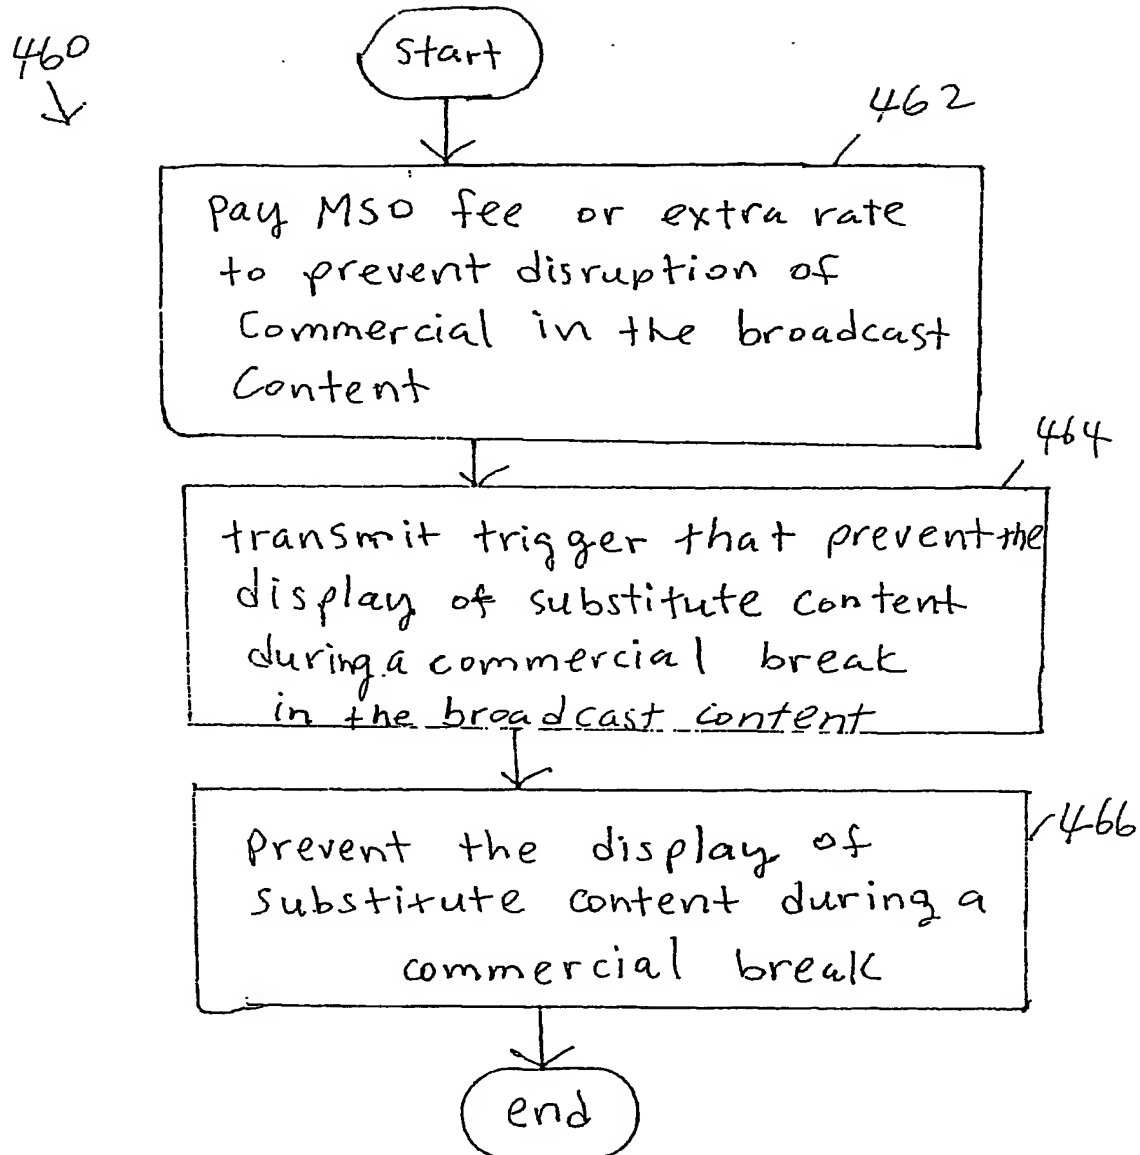 460
start
462
pay MSO fee or extra rate
to prevent disruption of
Commercial in the broadcast
Content
464
transmit trigger that prevent the
display of substitute content
during a commercial break
in the broadcast content
466
Prevent the display of
substitute content during a
commercial break
end